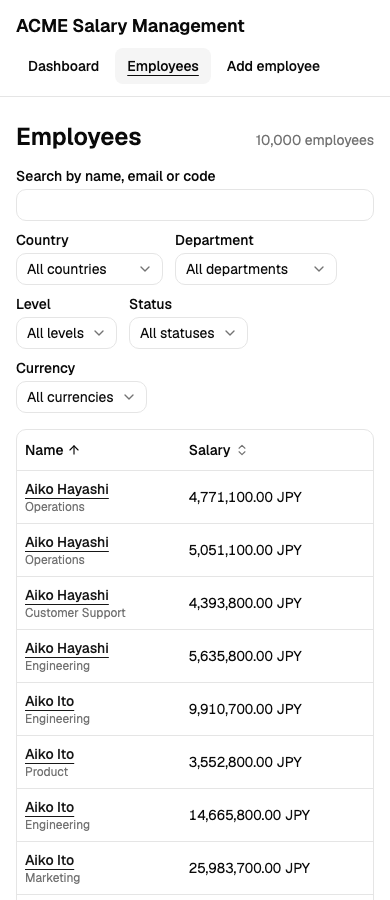 ACME Salary Management
Dashboard Employees Add employee
Employees 10,000 employees
Search by name, email or code
Country Department
All countries All departments
Level Status
All levels All statuses
Currency
All currencies
Name Salary
Aiko Hayashi 4,771,100.00 JPY
Operations
Aiko Hayashi 5,051,100.00 JPY
Operations
Aiko Hayashi 4,393,800.00 JPY
Customer Support
Aiko Hayashi 5,635,800.00 JPY
Engineering
Aiko Ito 9,910,700.00 JPY
Engineering
Aiko Ito 3,552,800.00 JPY
Product
Aiko Ito 14,665,800.00 JPY
Engineering
Aiko Ito 25,983,700.00 JPY
Marketing